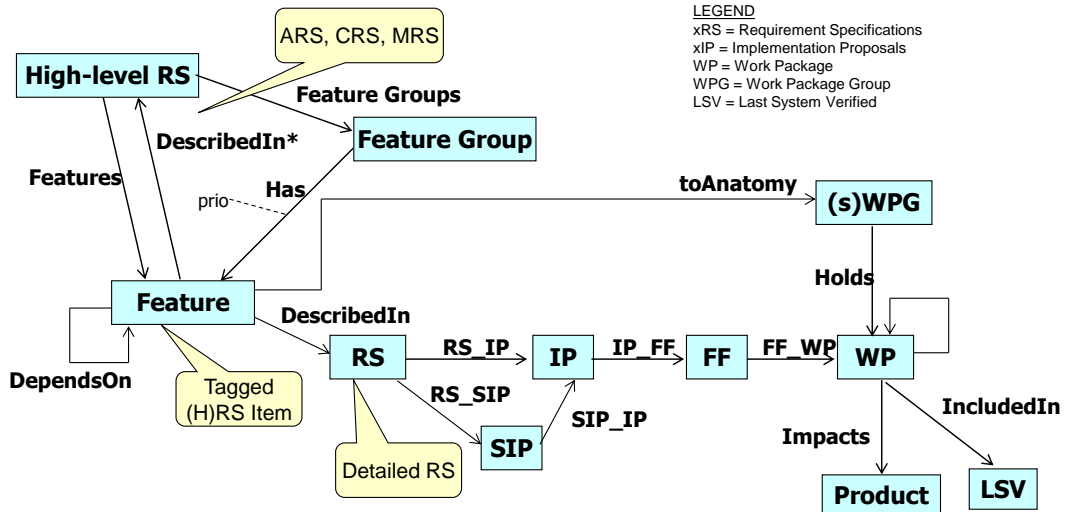 LEGEND
xRS = Requirement Specifications
xIP = Implementation Proposals
WP = Work Package
WPG = Work Package Group
LSV = Last System Verified
ARS, CRS, MRS
High-level RS
Feature Groups
DescribedIn*
Feature Group
Features
Has
prio
toAnatomy
(s)WPG
Holds
Feature
DescribedIn
DependsOn
Tagged
(H)RS Item
RS
RS_IP
IP
IP_FF
FF
FF_WP
WP
RS_SIP
SIP
SIP_IP
Detailed RS
IncludedIn
Impacts
Product
LSV